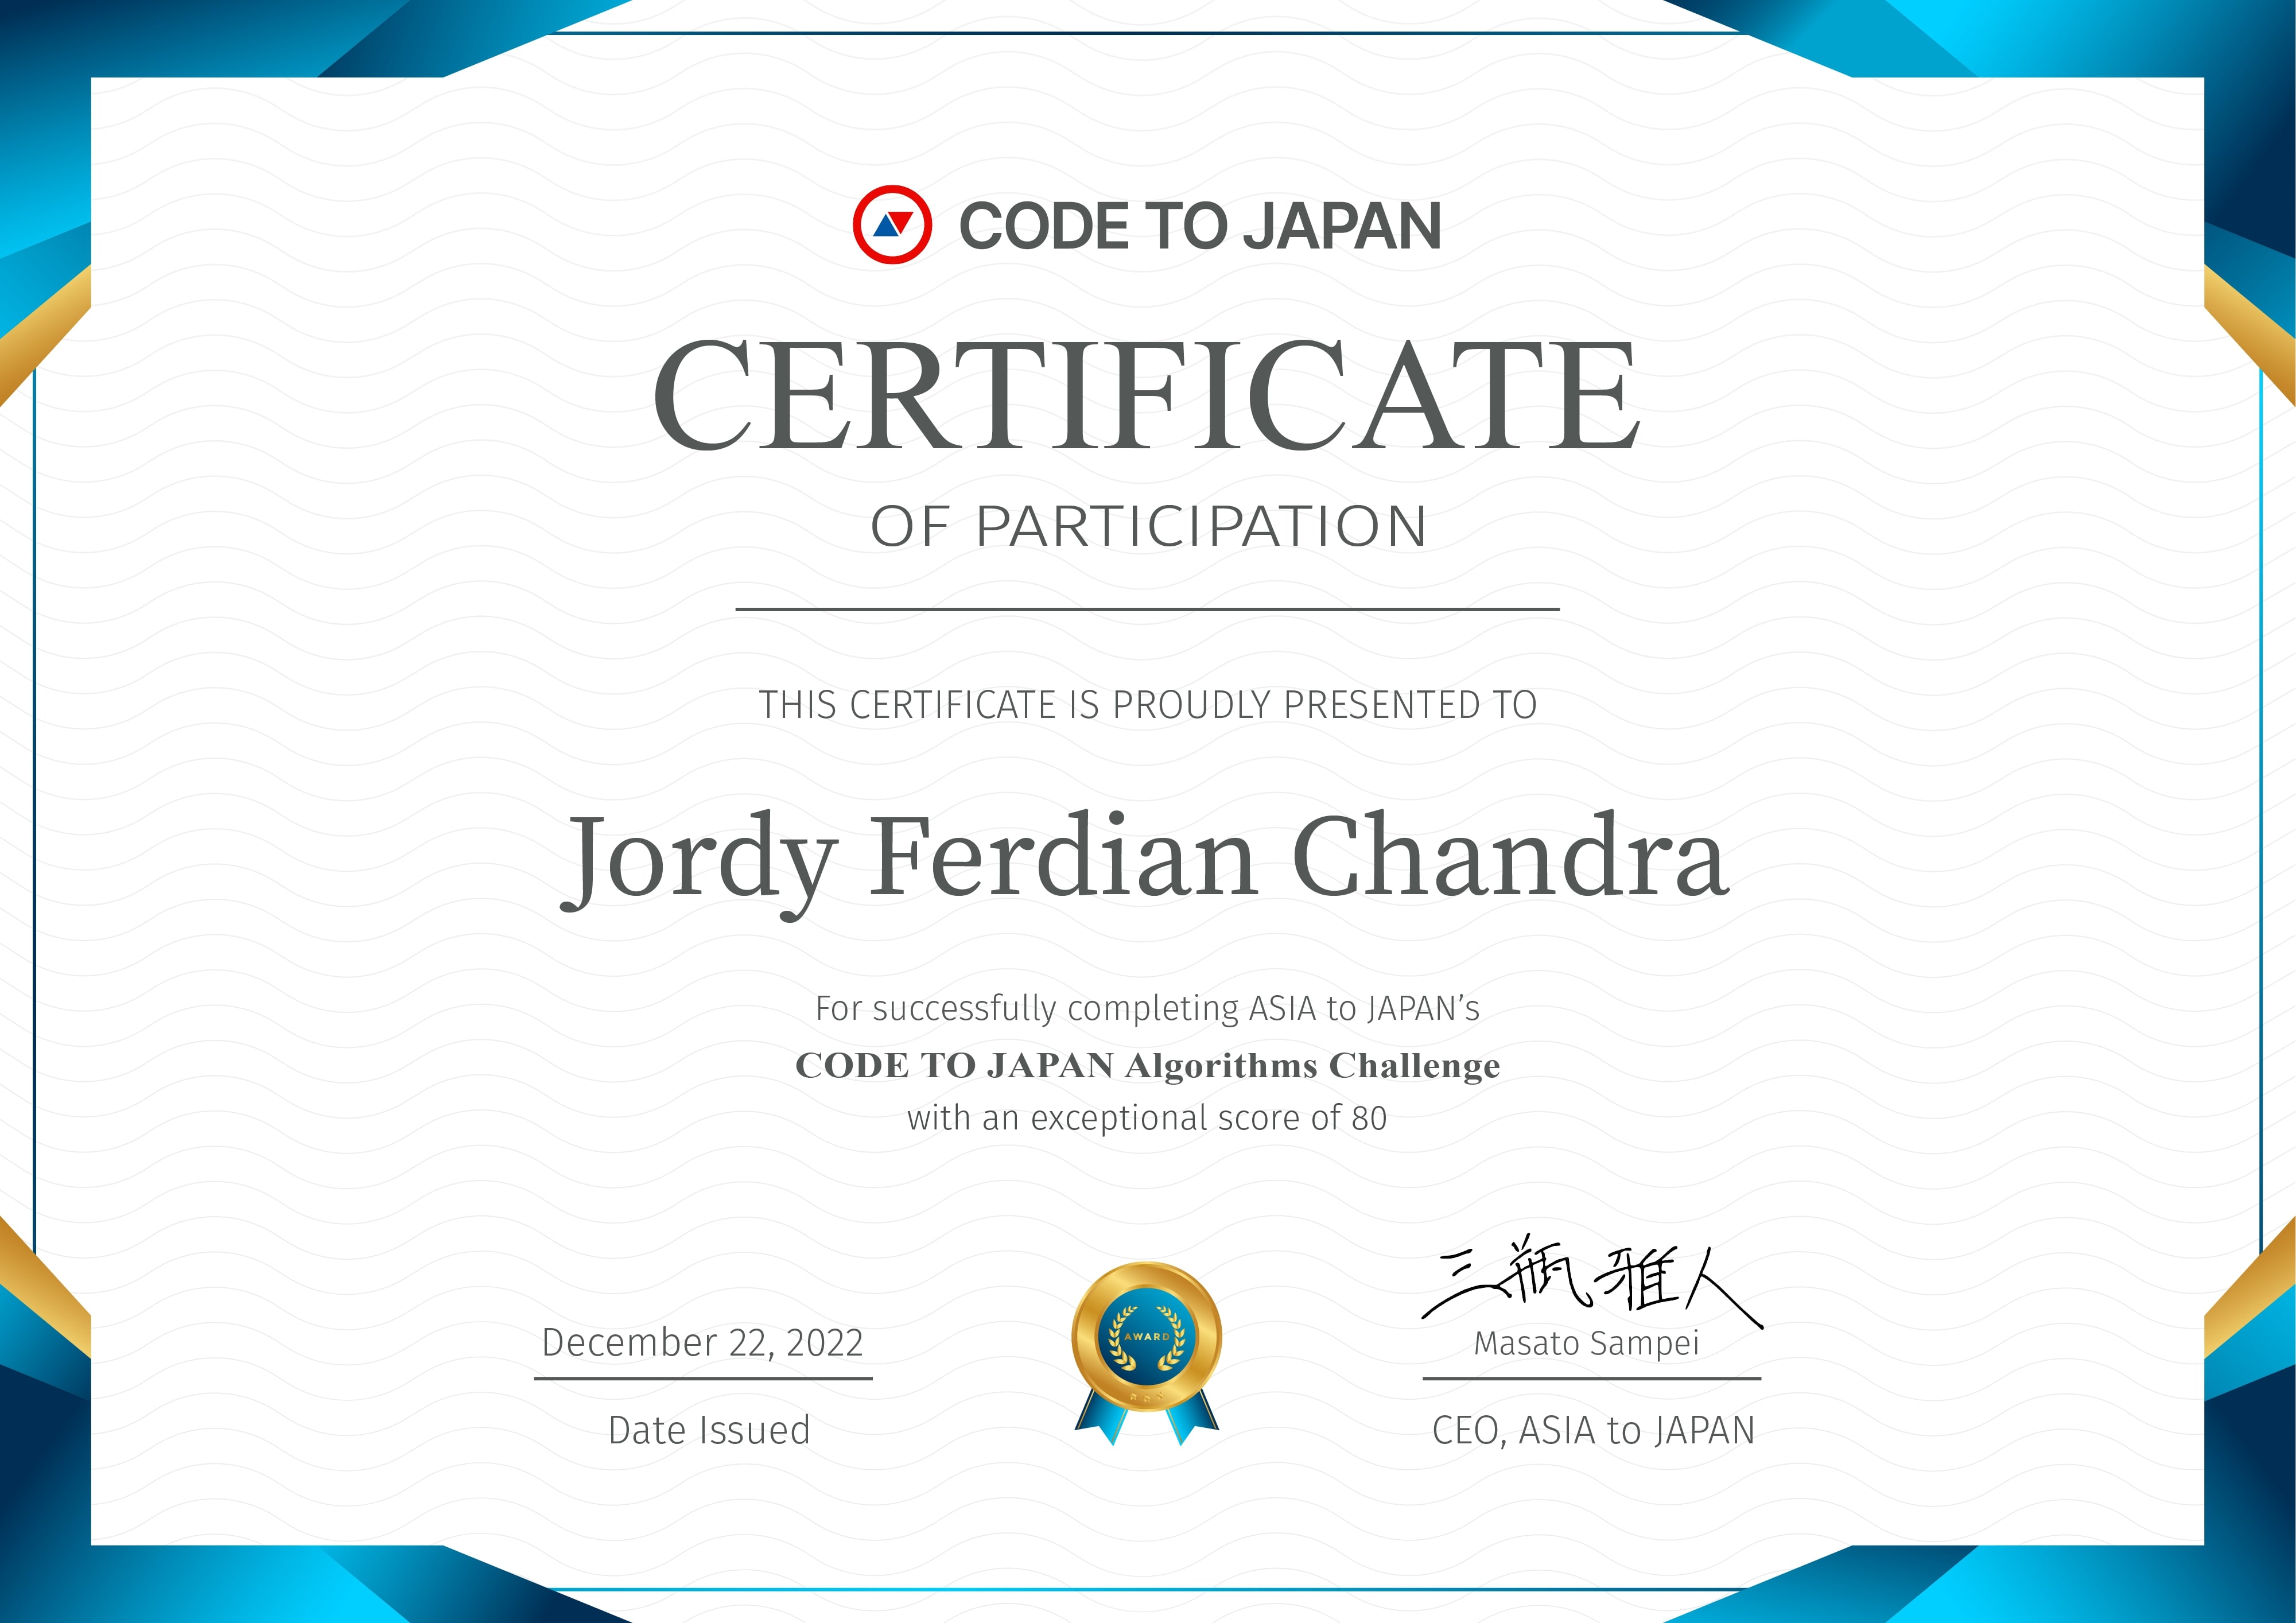 CODE TO JAPAN
CERTIFICATE
OF PARTICIPATION
THIS CERTIFICATE IS PROUDLY PRESENTED TO
Jordy Ferdian Chandra
For successfully completing ASIA to JAPAN’s
CODE TO JAPAN Algorithms Challenge
with an exceptional score of 80
AWARD
三瓶 雅人
December 22, 2022
Masato Sampei
Date Issued
CEO, ASIA to JAPAN